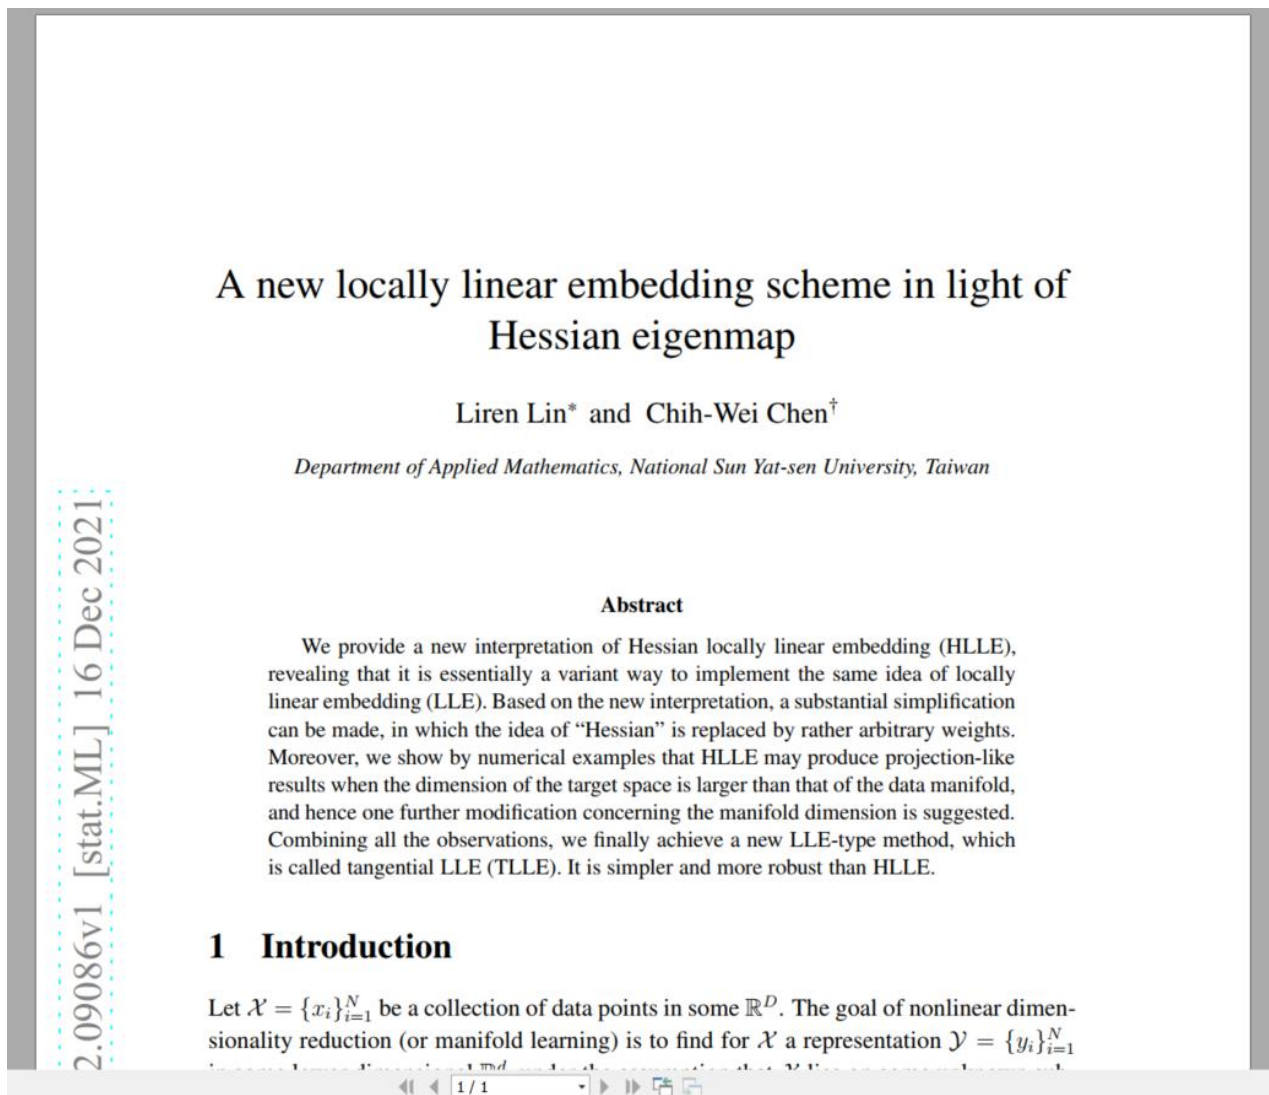 A new locally linear embedding scheme in light of
Hessian eigenmap
Liren Lin* and Chih-Wei Chen†
Department of Applied Mathematics, National Sun Yat-sen University, Taiwan
2.09086v1 [stat.ML] 16 Dec 2021
Abstract
We provide a new interpretation of Hessian locally linear embedding (HLLE),
revealing that it is essentially a variant way to implement the same idea of locally
linear embedding (LLE). Based on the new interpretation, a substantial simplification
can be made, in which the idea of “Hessian” is replaced by rather arbitrary weights.
Moreover, we show by numerical examples that HLLE may produce projection-like
results when the dimension of the target space is larger than that of the data manifold,
and hence one further modification concerning the manifold dimension is suggested.
Combining all the observations, we finally achieve a new LLE-type method, which
is called tangential LLE (TLLE). It is simpler and more robust than HLLE.
1 Introduction
Let 𝒳 = {x_i}_{i=1}^N be a collection of data points in some ℝ^D. The goal of nonlinear dimen-
sionality reduction (or manifold learning) is to find for 𝒳 a representation 𝒴 = {y_i}_{i=1}^N
1 / 1